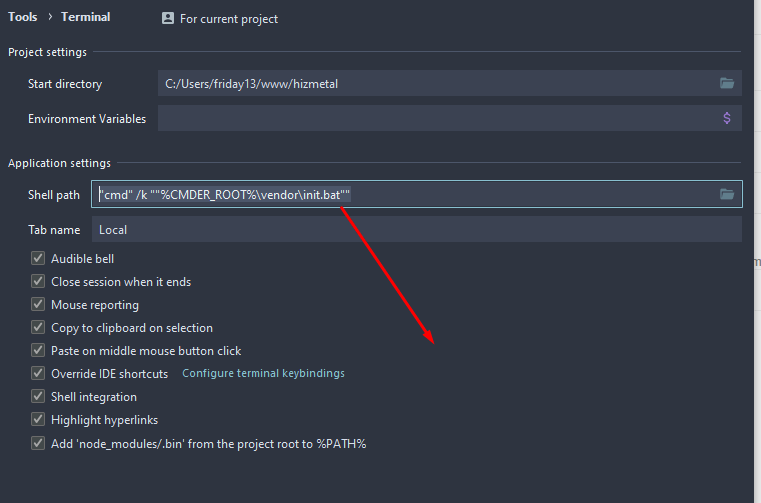 Tools › Terminal For current project
Project settings
Start directory C:/Users/friday13/www/hizmetal
Environment Variables $
Application settings
Shell path "cmd" /k ""%CMDER_ROOT%\vendor\init.bat""
Tab name Local
Audible bell
Close session when it ends
Mouse reporting
Copy to clipboard on selection
Paste on middle mouse button click
Override IDE shortcuts Configure terminal keybindings
Shell integration
Highlight hyperlinks
Add 'node_modules/.bin' from the project root to %PATH%